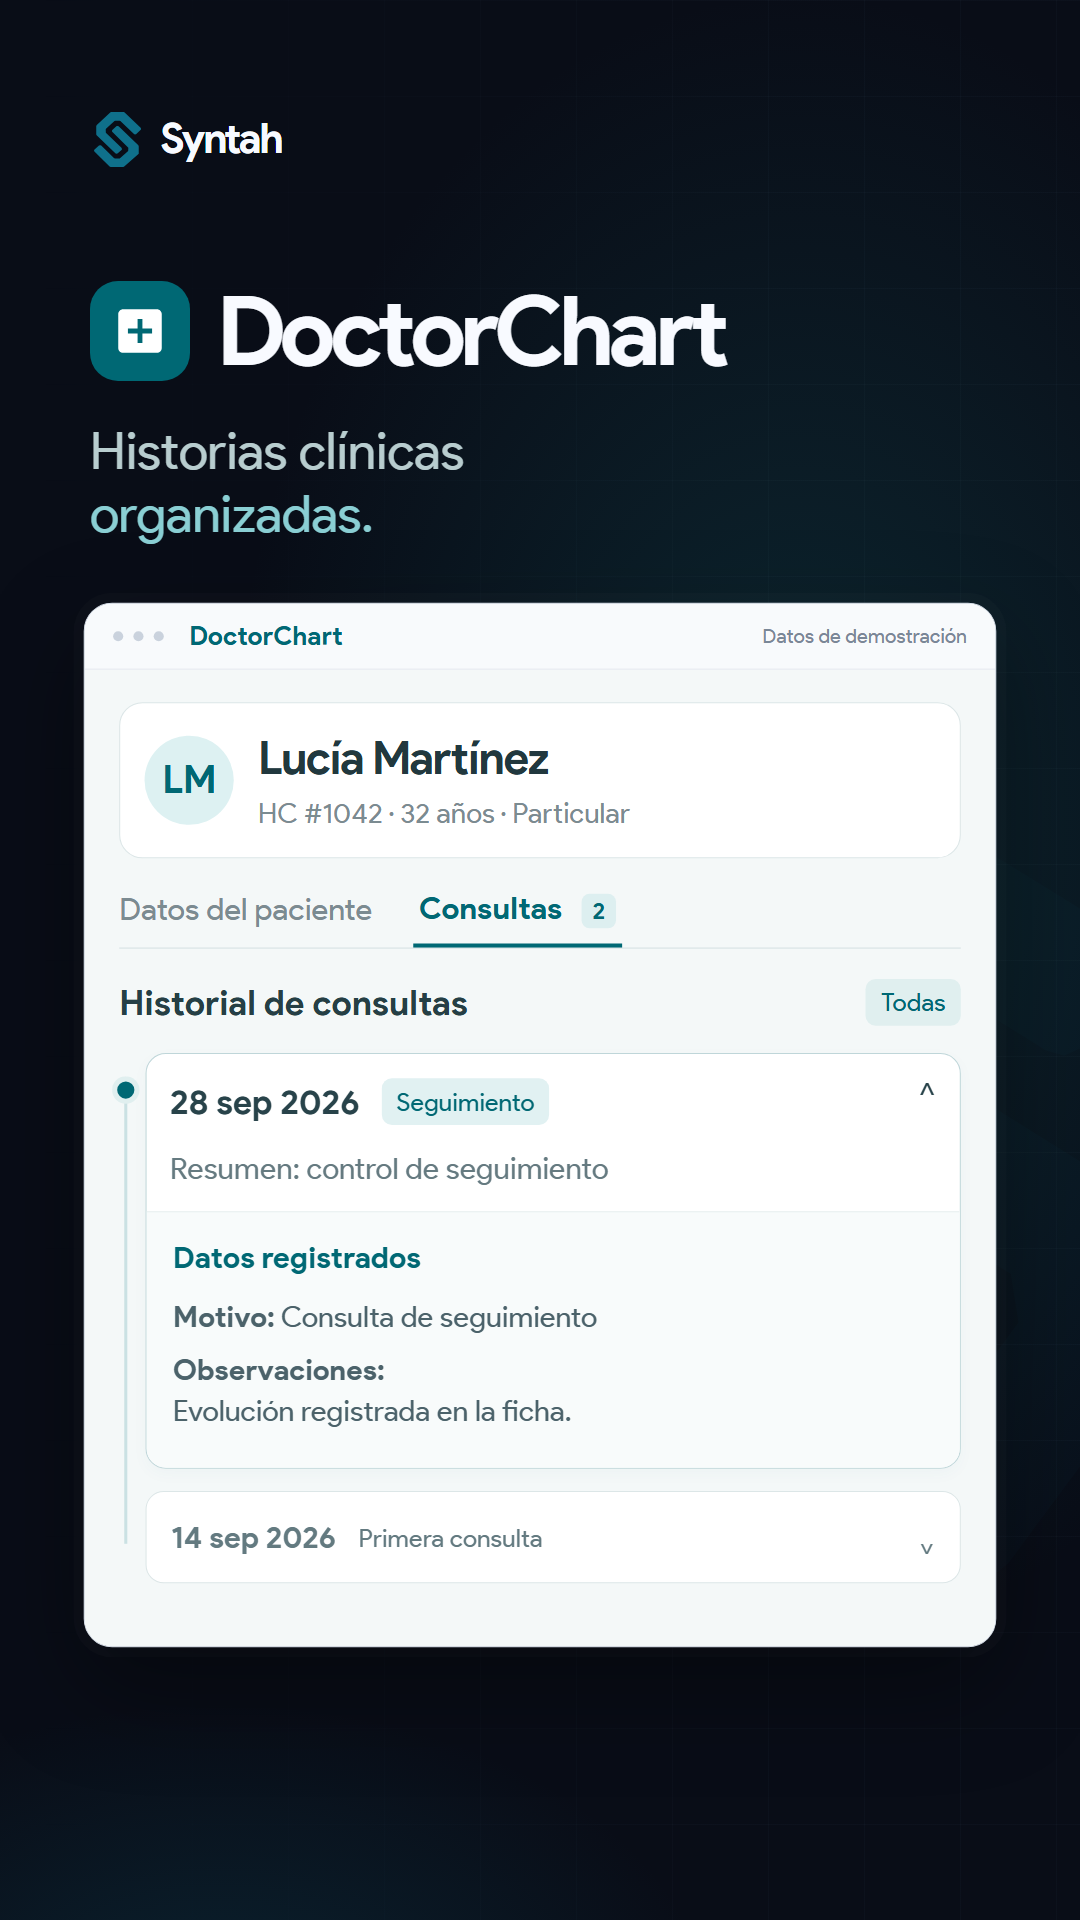 Syntah
DoctorChart
Historias clínicas
organizadas.
DoctorChart
Datos de demostración
LM
Lucía Martínez
HC #1042 · 32 años · Particular
Datos del paciente
Consultas 2
Historial de consultas
Todas
28 sep 2026 Seguimiento
Resumen: control de seguimiento
Datos registrados
Motivo: Consulta de seguimiento
Observaciones:
Evolución registrada en la ficha.
14 sep 2026 Primera consulta